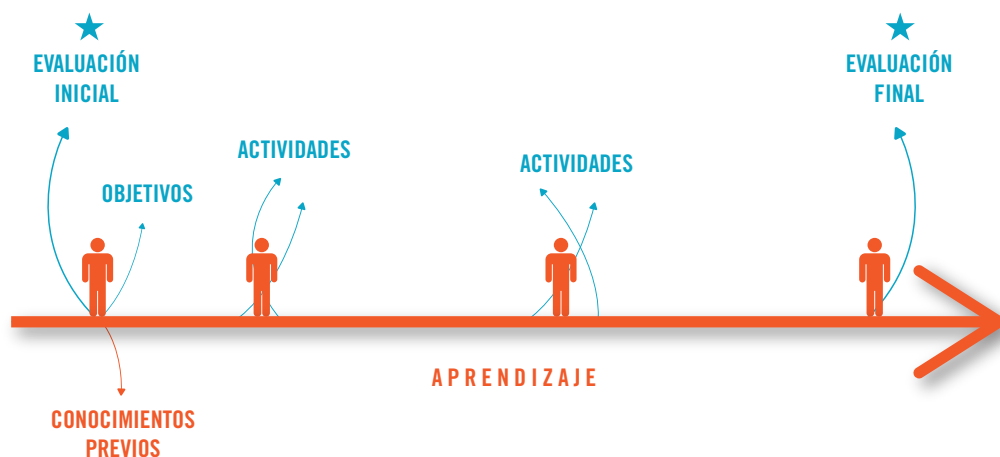 EVALUACIÓN
INICIAL
EVALUACIÓN
FINAL
ACTIVIDADES
ACTIVIDADES
OBJETIVOS
APRENDIZAJE
CONOCIMIENTOS
PREVIOS